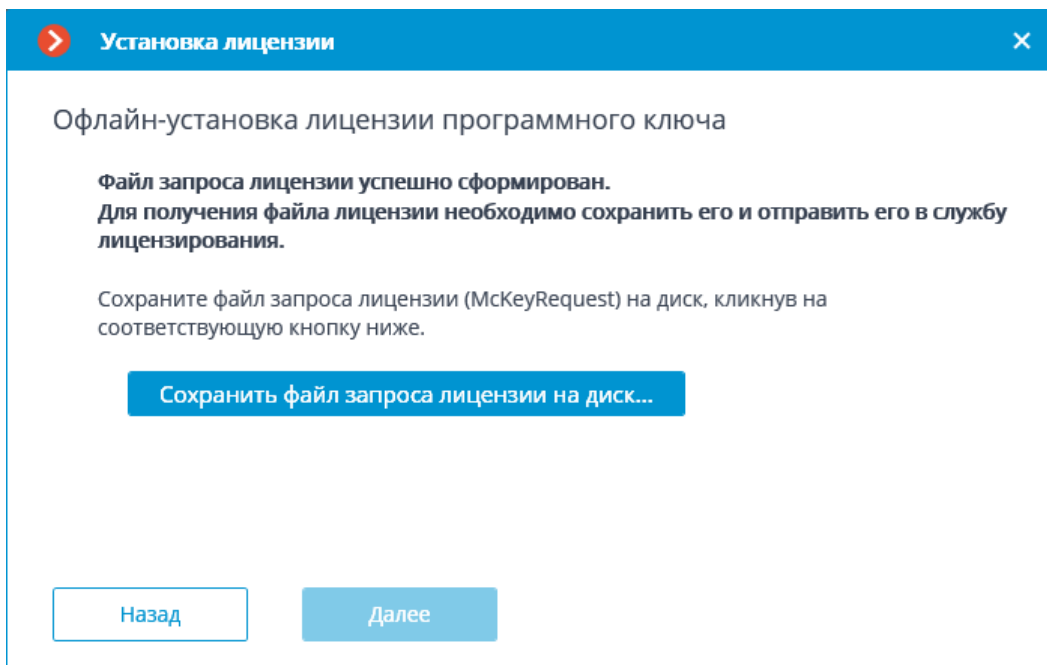 Установка лицензии
Офлайн-установка лицензии программного ключа
Файл запроса лицензии успешно сформирован.
Для получения файла лицензии необходимо сохранить его и отправить его в службу
лицензирования.
Сохраните файл запроса лицензии (McKeyRequest) на диск, кликнув на
соответствующую кнопку ниже.
Сохранить файл запроса лицензии на диск...
Назад
Далее